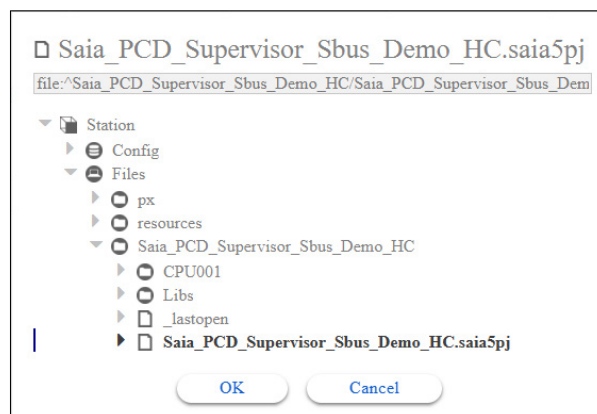 Saia_PCD_Supervisor_Sbus_Demo_HC.saia5pj
file:^Saia_PCD_Supervisor_Sbus_Demo_HC/Saia_PCD_Supervisor_Sbus_Dem
Station
Config
Files
px
resources
Saia_PCD_Supervisor_Sbus_Demo_HC
CPU001
Libs
_lastopen
Saia_PCD_Supervisor_Sbus_Demo_HC.saia5pj
OK Cancel